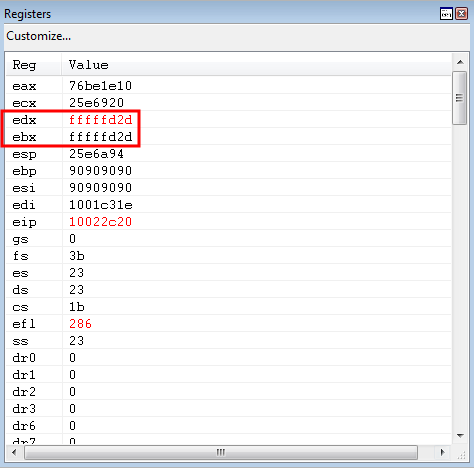 Registers
Customize...
Reg Value
eax 76be1e10
ecx 25e6920
edx fffffd2d
ebx fffffd2d
esp 25e6a94
ebp 90909090
esi 90909090
edi 1001c31e
eip 10022c20
gs 0
fs 3b
es 23
ds 23
cs 1b
efl 286
ss 23
dr0 0
dr1 0
dr2 0
dr3 0
dr6 0
dr7 0